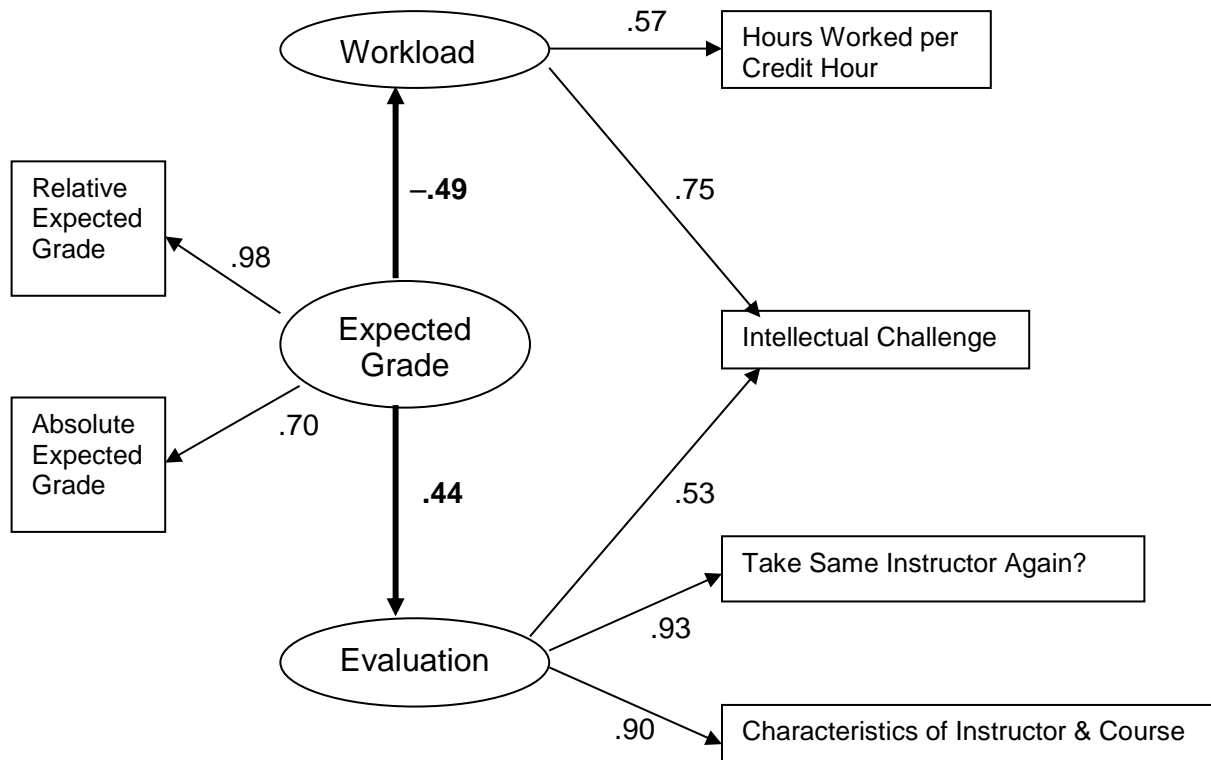 .57
Hours Worked per
Credit Hour
Workload
Relative
Expected
Grade
–.49
.75
.98
Expected
Grade
Intellectual Challenge
Absolute
Expected
Grade
.70
.44
.53
Take Same Instructor Again?
.93
Evaluation
.90
Characteristics of Instructor & Course